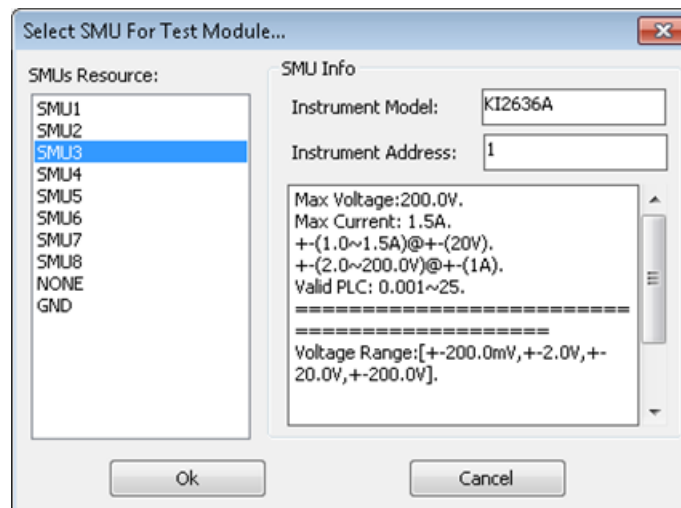 Select SMU For Test Module...
SMUs Resource:
SMU1
SMU2
SMU3
SMU4
SMU5
SMU6
SMU7
SMU8
NONE
GND
SMU Info
Instrument Model:
KI2636A
Instrument Address:
1
Max Voltage:200.0V.
Max Current: 1.5A.
+-(1.0~1.5A)@+-(20V).
+-(2.0~200.0V)@+-(1A).
Valid PLC: 0.001~25.
==========================
====================
Voltage Range:[+-200.0mV,+-2.0V,+-
20.0V,+-200.0V].
Ok
Cancel